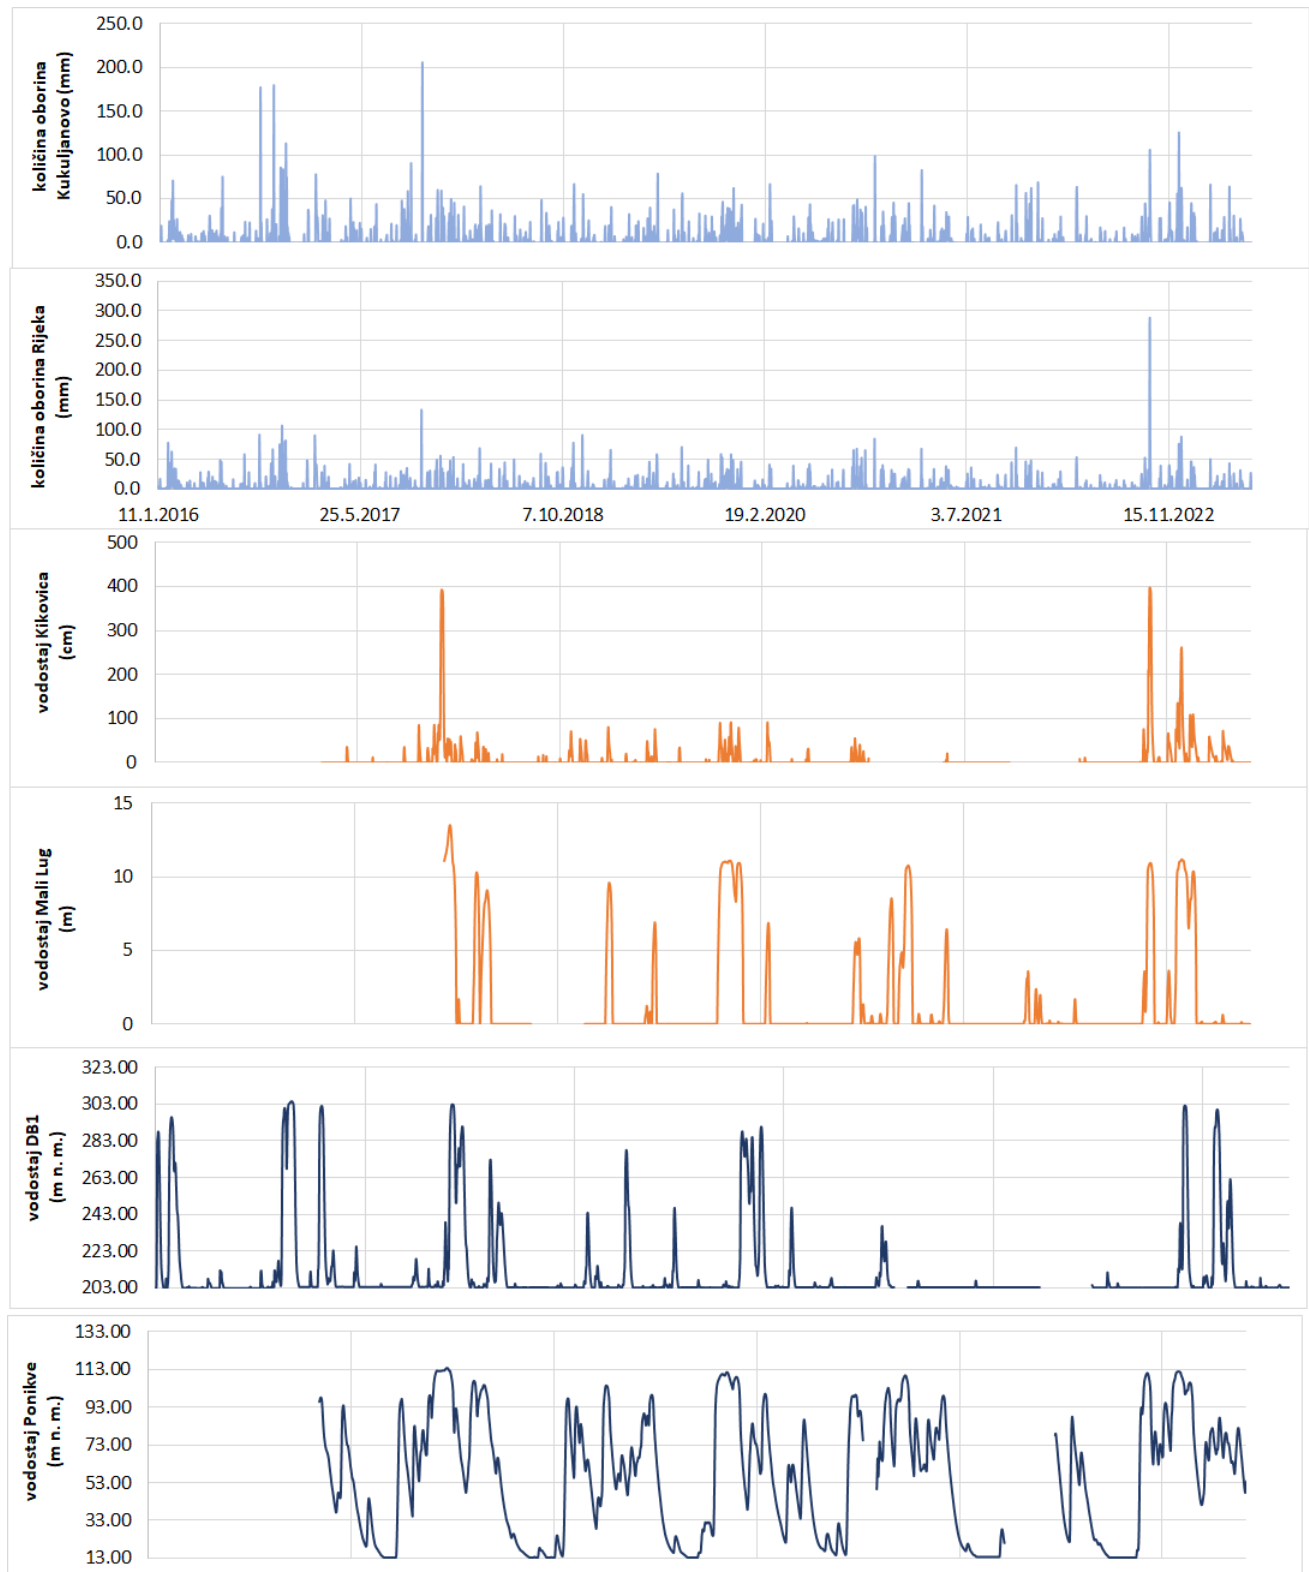 količina oborina
Kukuljanovo (mm)
250.0
200.0
150.0
100.0
50.0
0.0
količina oborina Rijeka
(mm)
350.0
300.0
250.0
200.0
150.0
100.0
50.0
0.0
11.1.2016 25.5.2017 7.10.2018 19.2.2020 3.7.2021 15.11.2022
vodostaj Kikovica
(cm)
500
400
300
200
100
0
vodostaj Mali Lug
(m)
15
10
5
0
vodostaj DB1
(m n. m.)
323.00
303.00
283.00
263.00
243.00
223.00
203.00
vodostaj Ponikve
(m n. m.)
133.00
113.00
93.00
73.00
53.00
33.00
13.00